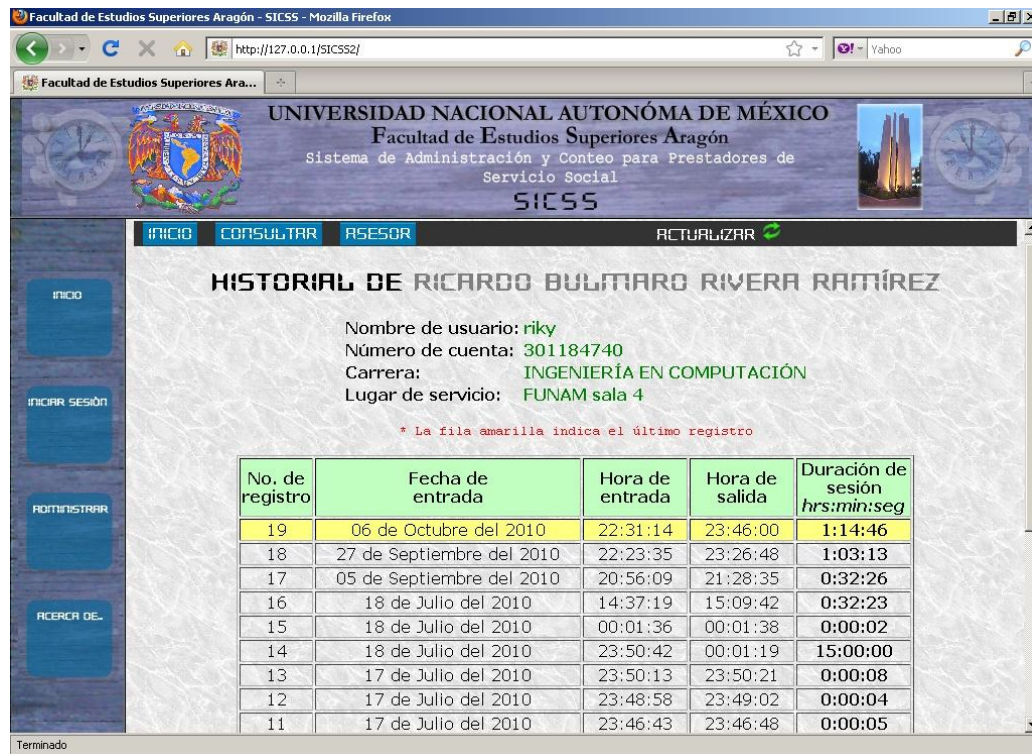 Facultad de Estudios Superiores Aragón - SICSS - Mozilla Firefox
http://127.0.0.1/SICSS2/
Yahoo
Facultad de Estudios Superiores Ara...
UNIVERSIDAD NACIONAL AUTONÓMA DE MÉXICO
Facultad de Estudios Superiores Aragón
Sistema de Administración y Conteo para Prestadores de
Servicio Social
SICSS
INICIO CONSULTAR ASESOR ACTUALIZAR
INICIO
INICIAR SESIÓN
ADMINISTRAR
ACERCA DE..
HISTORIAL DE RICARDO BULMARO RIVERA RAMÍREZ
Nombre de usuario: riky
Número de cuenta: 301184740
Carrera: INGENIERÍA EN COMPUTACIÓN
Lugar de servicio: FUNAM sala 4
* La fila amarilla indica el último registro
No. de registro Fecha de entrada Hora de entrada Hora de salida Duración de sesión hrs:min:seg
19 06 de Octubre del 2010 22:31:14 23:46:00 1:14:46
18 27 de Septiembre del 2010 22:23:35 23:26:48 1:03:13
17 05 de Septiembre del 2010 20:56:09 21:28:35 0:32:26
16 18 de Julio del 2010 14:37:19 15:09:42 0:32:23
15 18 de Julio del 2010 00:01:36 00:01:38 0:00:02
14 18 de Julio del 2010 23:50:42 00:01:19 15:00:00
13 17 de Julio del 2010 23:50:13 23:50:21 0:00:08
12 17 de Julio del 2010 23:48:58 23:49:02 0:00:04
11 17 de Julio del 2010 23:46:43 23:46:48 0:00:05
Terminado